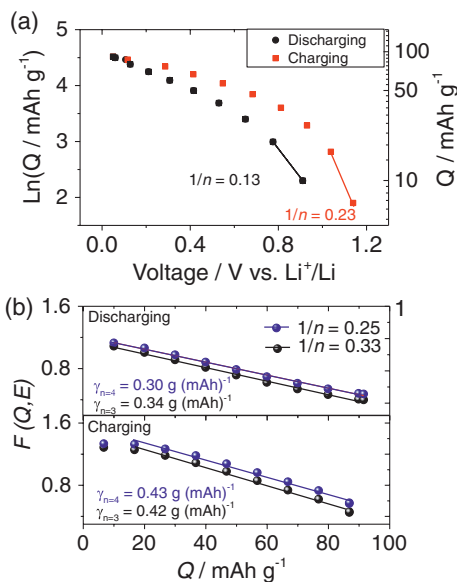 (a)
Discharging
Charging
Ln(Q / mAh g⁻¹)
5
4
3
2
Q / mAh g⁻¹
100
50
10
1/n = 0.13
1/n = 0.23
0.0 0.4 0.8 1.2 1.6
Voltage / V vs. Li⁺/Li
(b)
F (Q,E)
1.6
1.2
0.8
1.2
0.8
1
Discharging
1/n = 0.25
1/n = 0.33
γn=4 = 0.30 g (mAh)⁻¹
γn=3 = 0.34 g (mAh)⁻¹
Charging
γn=4 = 0.43 g (mAh)⁻¹
γn=3 = 0.42 g (mAh)⁻¹
0 20 40 60 80 100
Q / mAh g⁻¹